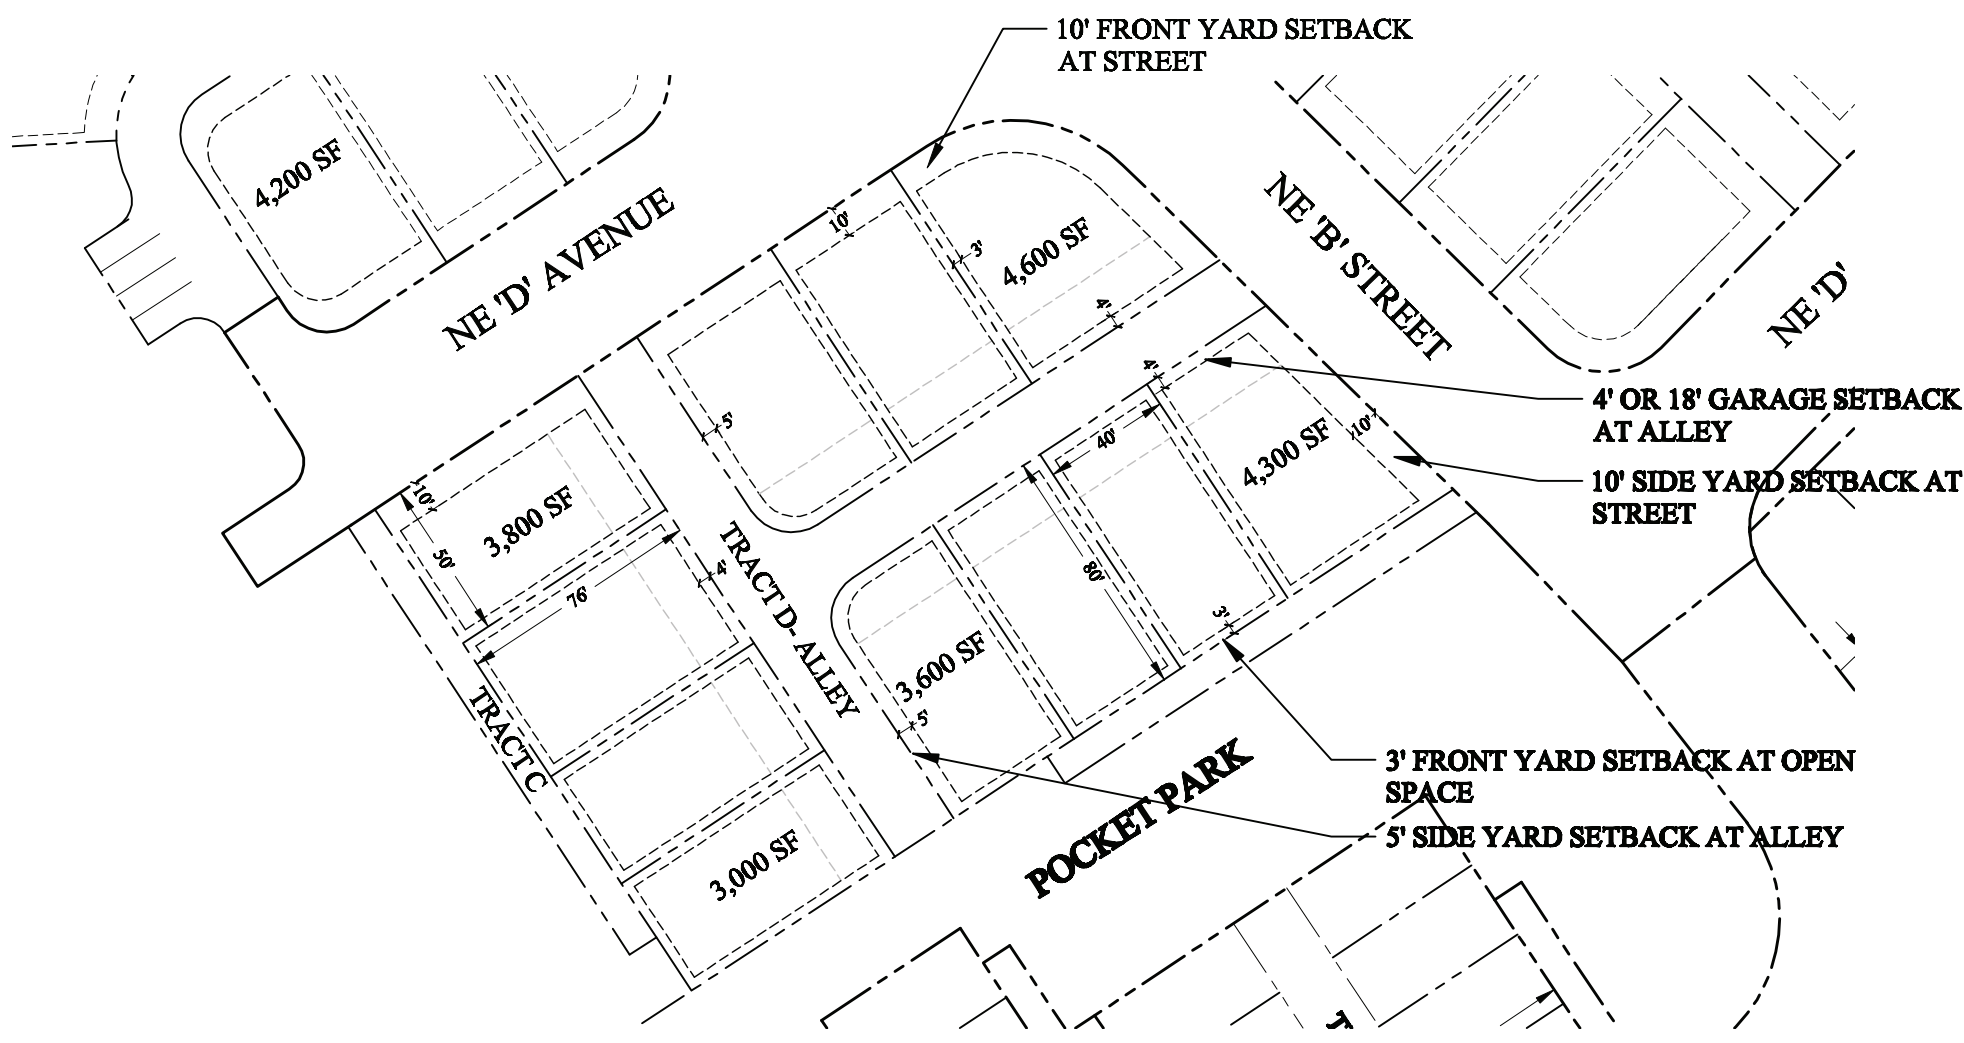 10' FRONT YARD SETBACK
AT STREET
4,200 SF
NE 'D' AVENUE
10'
3'
4,600 SF
4'
NE 'B' STREET
NE 'D'
5'
4'
40'
4,300 SF
10'
4' OR 18' GARAGE SETBACK
AT ALLEY
10' SIDE YARD SETBACK AT
STREET
10'
50'
3,800 SF
76'
4'
TRACT D- ALLEY
80'
3'
3,600 SF
5'
TRACT C
3,000 SF
POCKET PARK
3' FRONT YARD SETBACK AT OPEN
SPACE
5' SIDE YARD SETBACK AT ALLEY